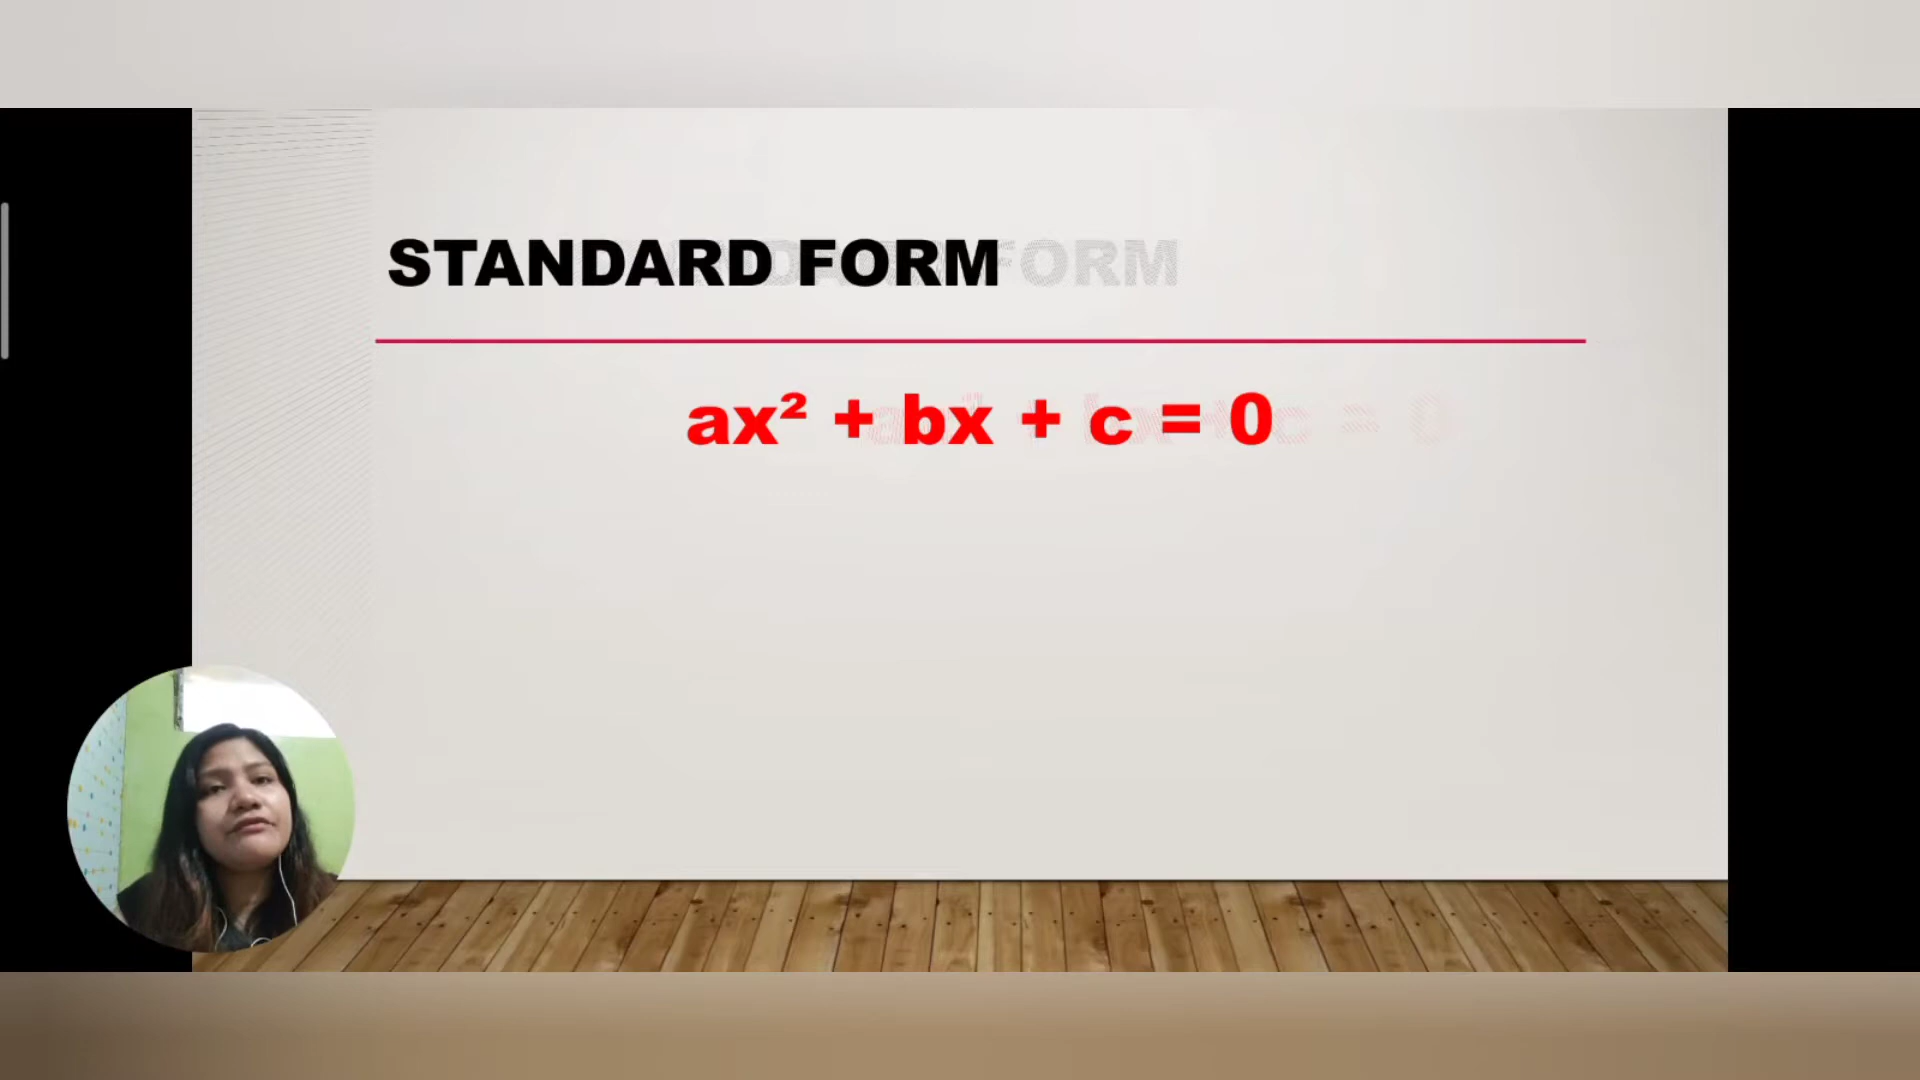 STANDARD FORM
ax² + bx + c = 0